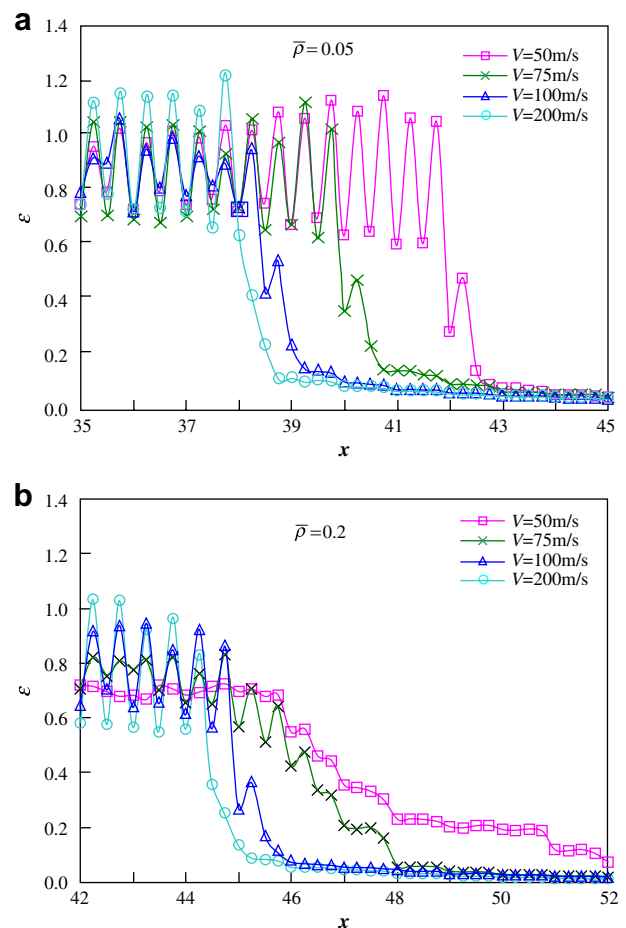 a
1.4
1.2
1.0
0.8
0.6
0.4
0.2
0.0
ε
ρ̄ = 0.05
V=50m/s
V=75m/s
V=100m/s
V=200m/s
35
37
39
41
43
45
x
b
1.4
1.2
1.0
0.8
0.6
0.4
0.2
0.0
ε
ρ̄ = 0.2
V=50m/s
V=75m/s
V=100m/s
V=200m/s
42
44
46
48
50
52
x